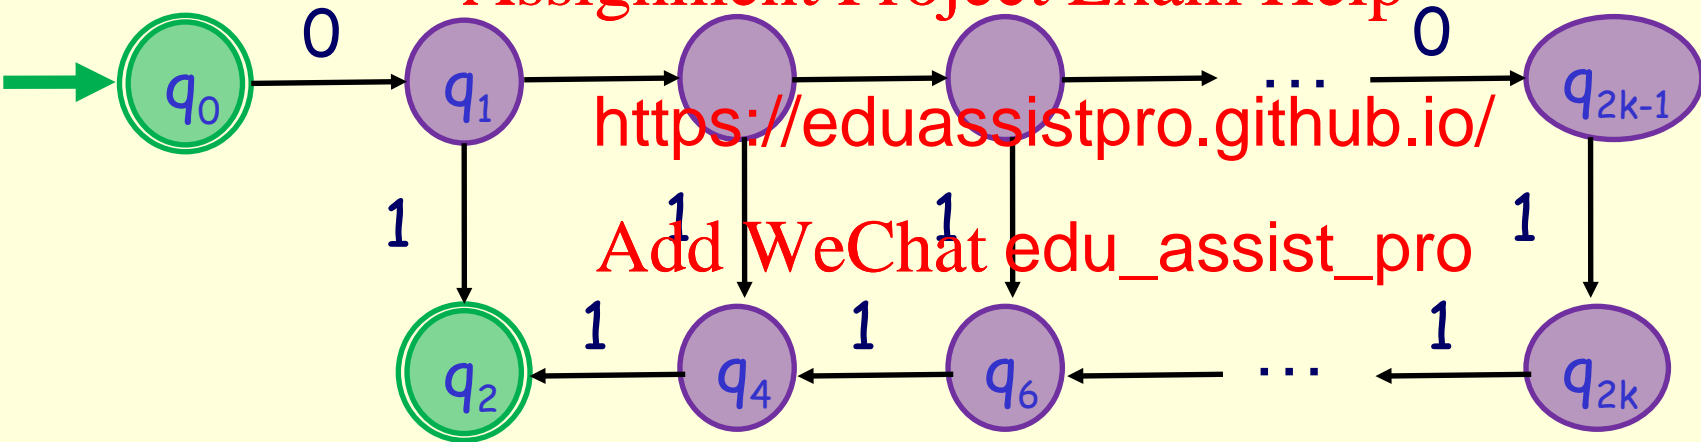 Assignment Project Exam Help
0 0
q0 q1 ... q2k-1
https://eduassistpro.github.io/
1 1 1 1
Add WeChat edu_assist_pro
1 1 1
q2 q4 q6 ... q2k